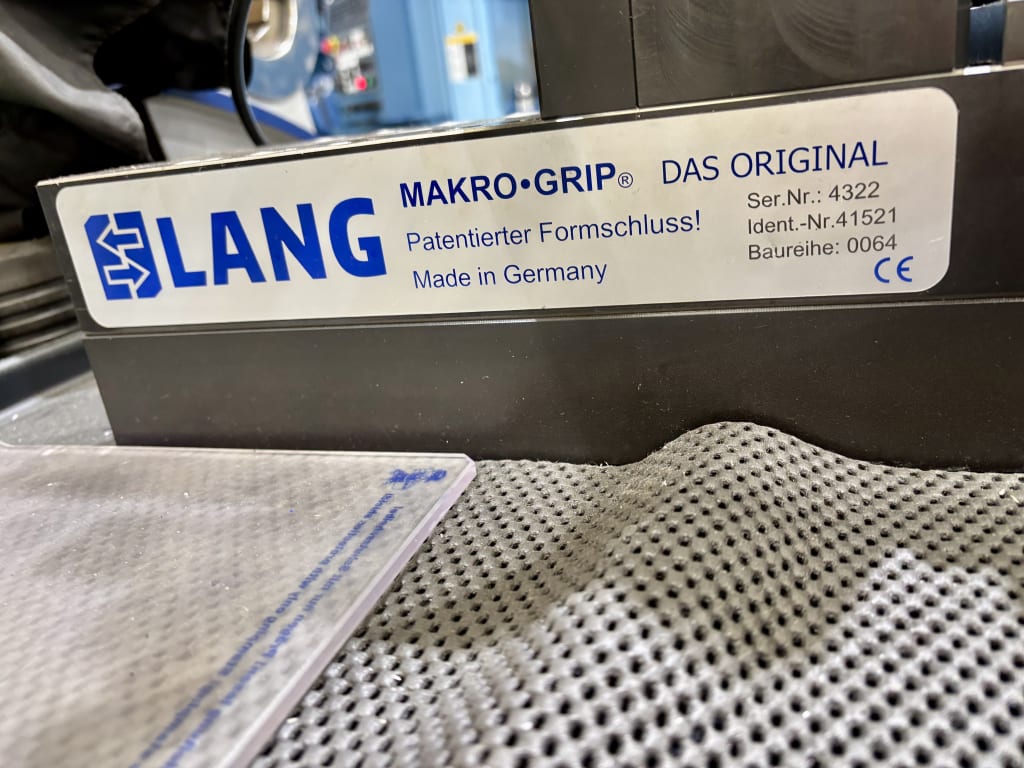 LANG
MAKRO•GRIP® DAS ORIGINAL
Patentierter Formschluss!
Made in Germany
Ser.Nr.: 4322
Ident.-Nr.41521
Baureihe: 0064
CE